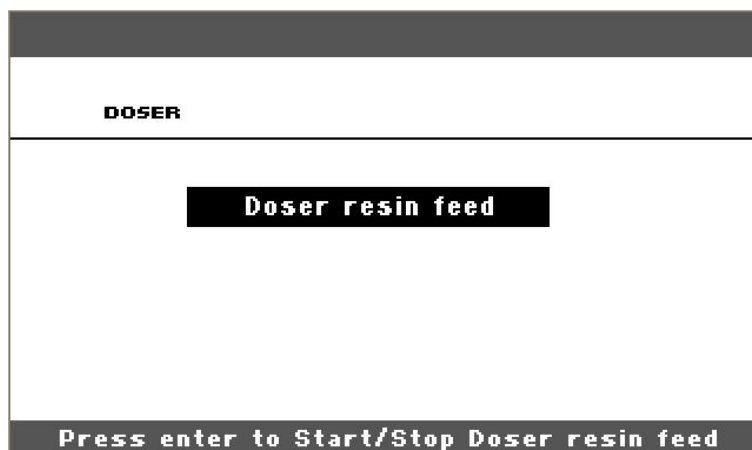 DOSER
Doser resin feed
Press enter to Start/Stop Doser resin feed